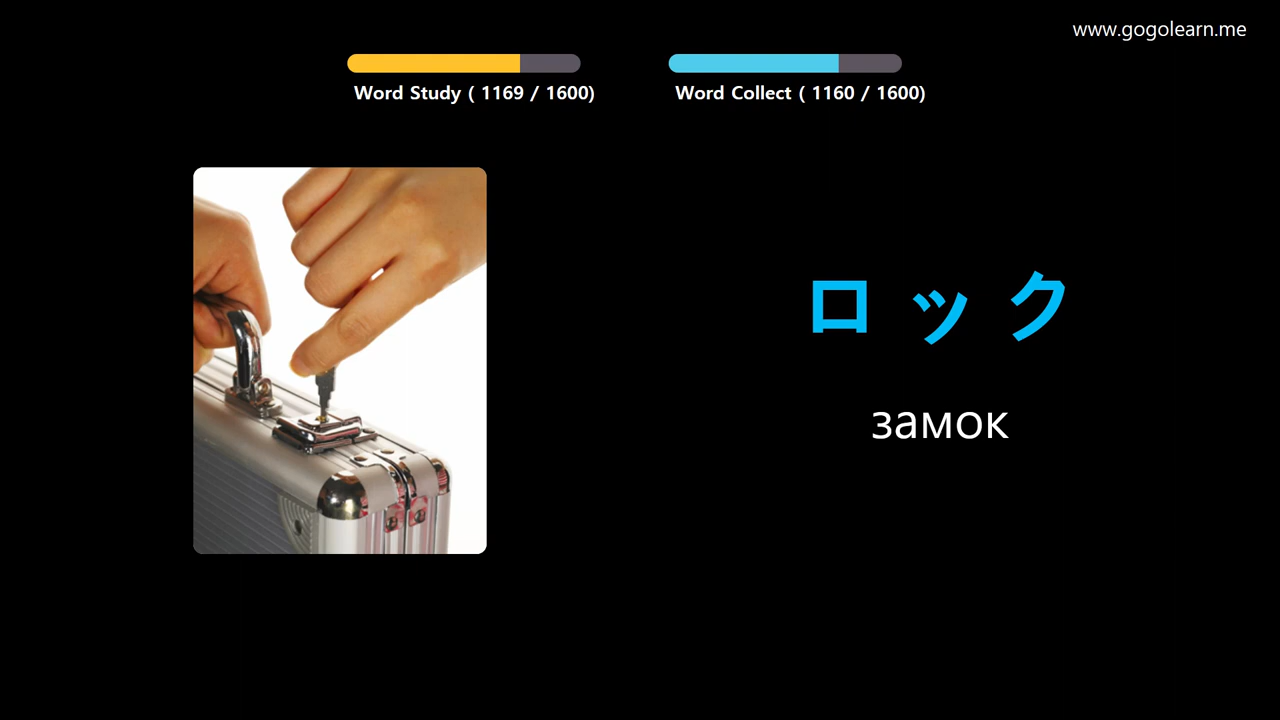 www.gogolearn.me
Word Study ( 1169 / 1600)
Word Collect ( 1160 / 1600)
ロック
замок